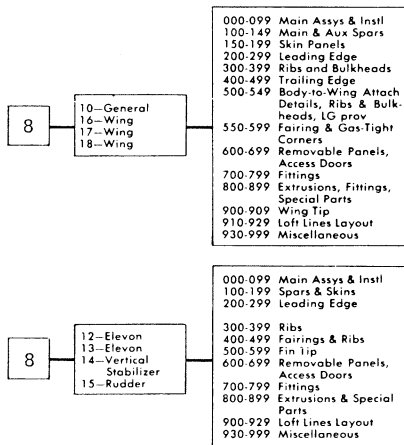 8
10—General
16—Wing
17—Wing
18—Wing
000-099 Main Assys & Instl
100-149 Main & Aux Spars
150-199 Skin Panels
200-299 Leading Edge
300-399 Ribs and Bulkheads
400-499 Trailing Edge
500-549 Body-to-Wing Attach
Details, Ribs & Bulk-
heads, LG prov
550-599 Fairing & Gas-Tight
Corners
600-699 Removable Panels,
Access Doors
700-799 Fittings
800-899 Extrusions, Fittings,
Special Parts
900-909 Wing Tip
910-929 Loft Lines Layout
930-999 Miscellaneous
8
12—Elevon
13—Elevon
14—Vertical
Stabilizer
15—Rudder
000-099 Main Assys & Instl
100-199 Spars & Skins
200-299 Leading Edge
300-399 Ribs
400-499 Fairings & Ribs
500-599 Fin Tip
600-699 Removable Panels,
Access Doors
700-799 Fittings
800-899 Extrusions & Special
Parts
900-929 Loft Lines Layout
930-999 Miscellaneous